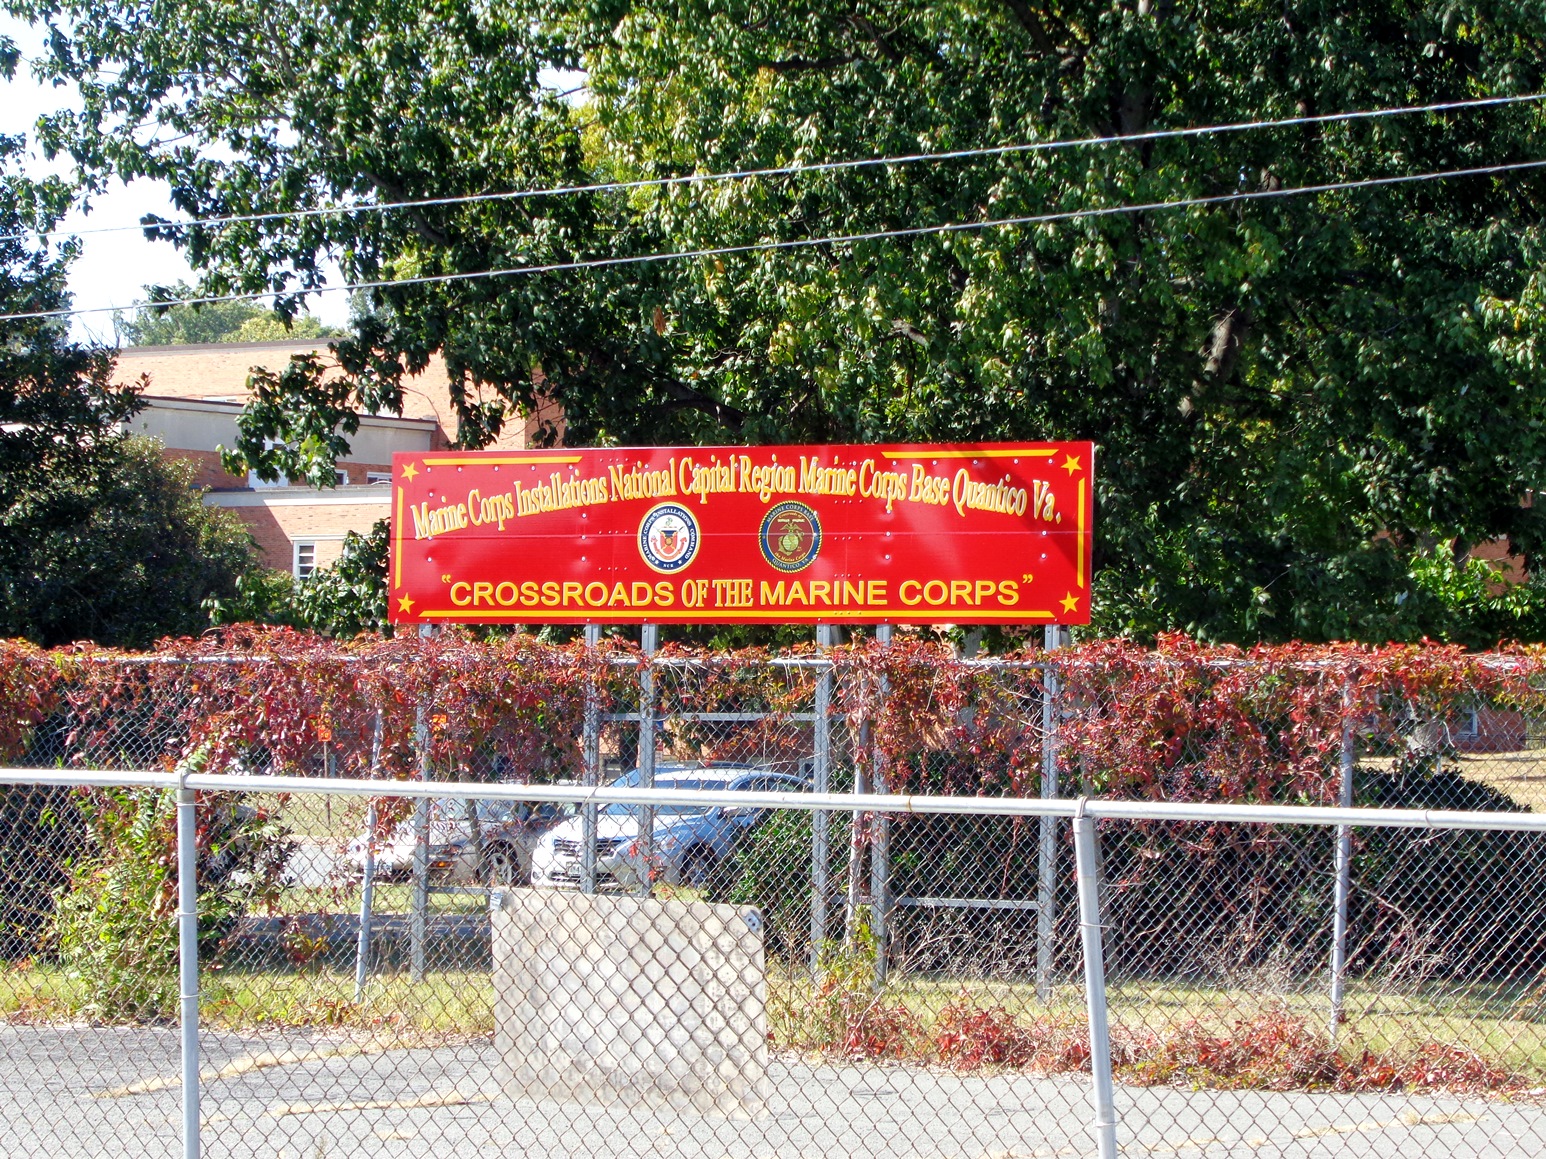 Marine Corps Installations National Capital Region Marine Corps Base Quantico Va.
"CROSSROADS OF THE MARINE CORPS"